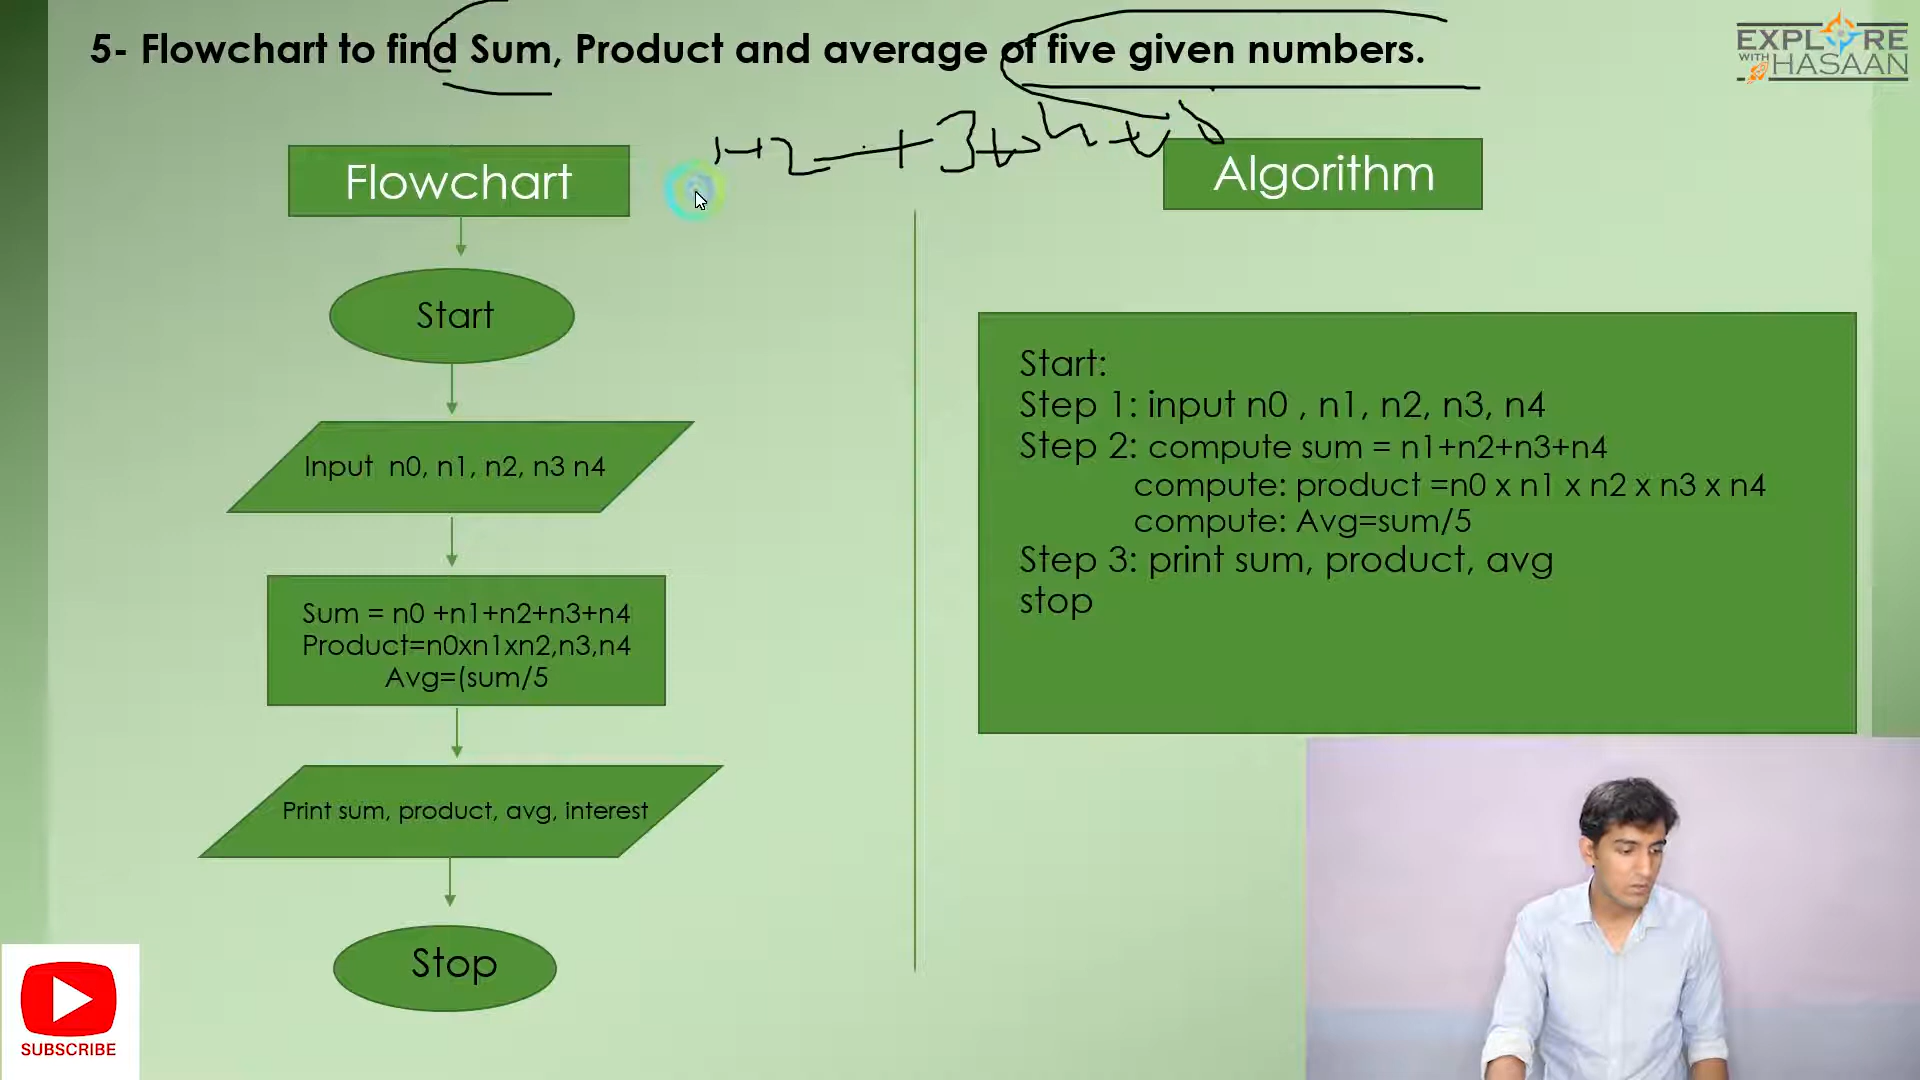 5- Flowchart to find Sum, Product and average of five given numbers.
EXPLORE
WITH HASAAN
Flowchart
Start
Input n0, n1, n2, n3 n4
Sum = n0 +n1+n2+n3+n4
Product=n0xn1xn2,n3,n4
Avg=(sum/5
Print sum, product, avg, interest
Stop
Algorithm
Start:
Step 1: input n0 , n1, n2, n3, n4
Step 2: compute sum = n1+n2+n3+n4
compute: product =n0 x n1 x n2 x n3 x n4
compute: Avg=sum/5
Step 3: print sum, product, avg
stop
SUBSCRIBE